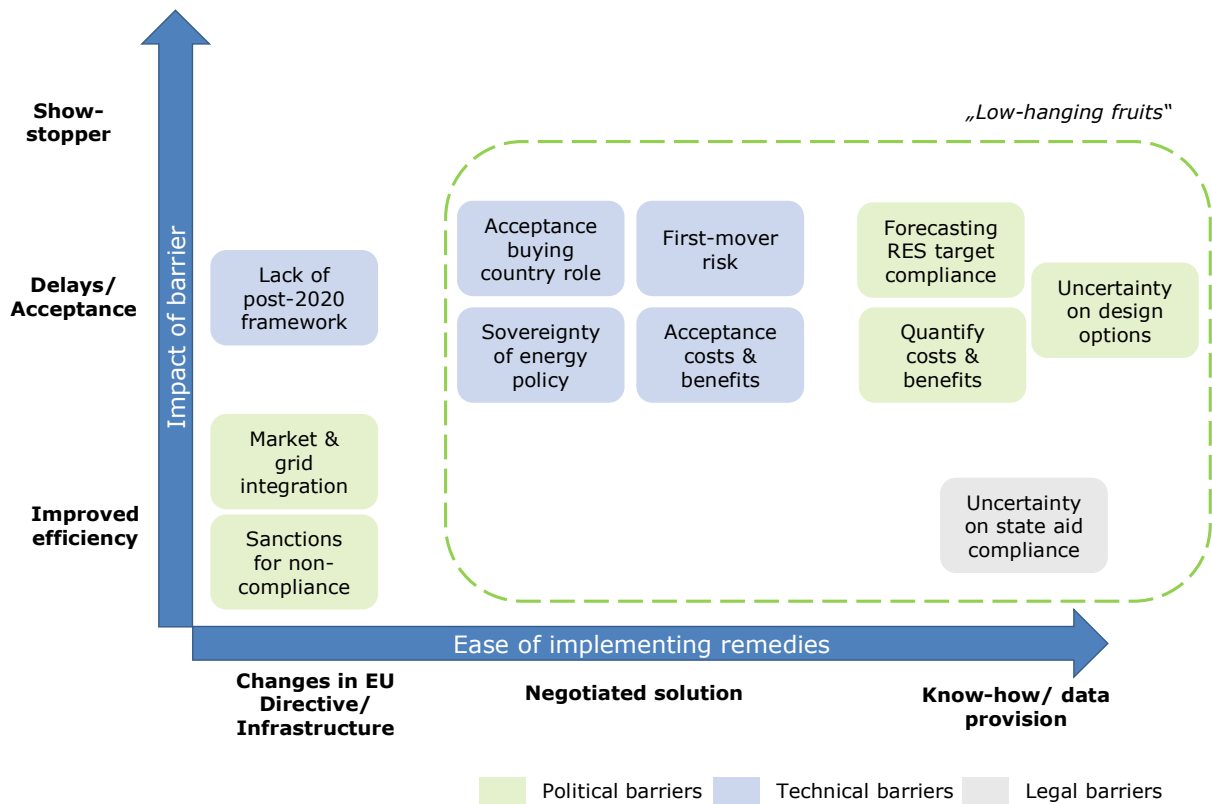 Show-
stopper
„Low-hanging fruits“
Impact of barrier
Delays/
Acceptance
Lack of
post-2020
framework
Acceptance
buying
country role
First-mover
risk
Forecasting
RES target
compliance
Uncertainty
on design
options
Sovereignty
of energy
policy
Acceptance
costs &
benefits
Quantify
costs &
benefits
Market &
grid
integration
Improved
efficiency
Sanctions
for non-
compliance
Uncertainty
on state aid
compliance
Ease of implementing remedies
Changes in EU
Directive/
Infrastructure
Negotiated solution
Know-how/ data
provision
Political barriers
Technical barriers
Legal barriers